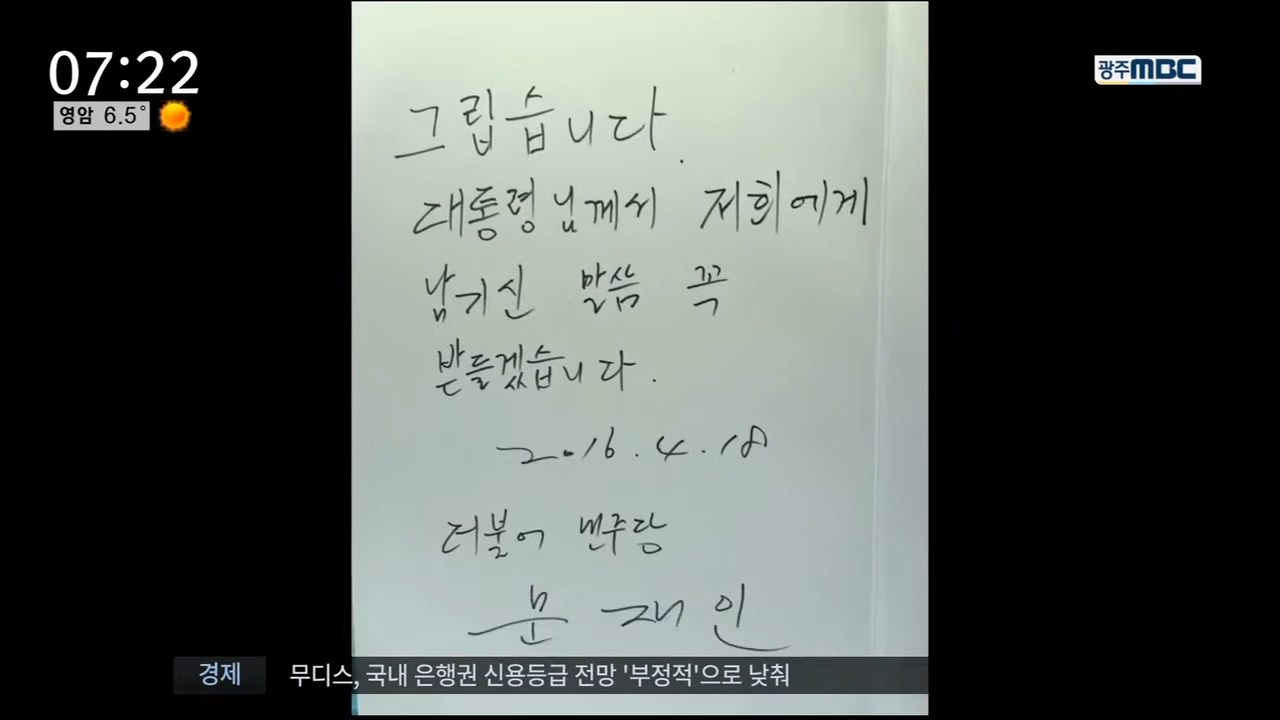 07:22
영암 6.5°
광주MBC
그립습니다.
대통령님께서 저희에게
남기신 말씀 꼭
받들겠습니다.
2016.4.18
더불어 민주당
문재인
경제 무디스, 국내 은행권 신용등급 전망 '부정적'으로 낮춰